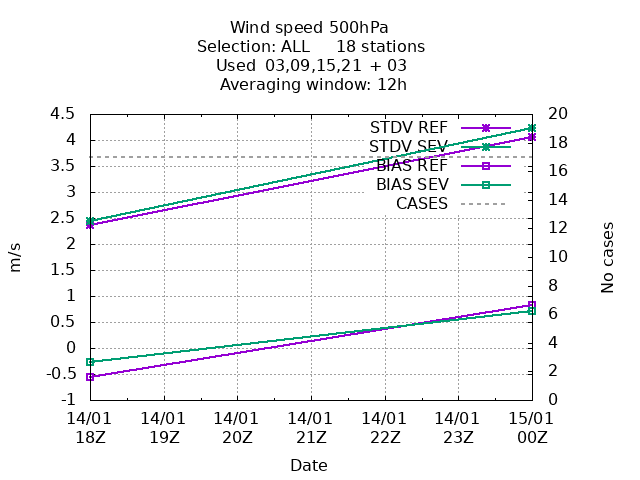 Wind speed 500hPa
Selection: ALL 18 stations
Used 03,09,15,21 + 03
Averaging window: 12h
4.5
4
3.5
3
2.5
2
1.5
1
0.5
0
-0.5
-1
m/s
STDV REF
STDV SEV
BIAS REF
BIAS SEV
CASES
20
18
16
14
12
10
8
6
4
2
0
No cases
14/01 14/01 14/01 14/01 14/01 14/01 15/01
18Z 19Z 20Z 21Z 22Z 23Z 00Z
Date